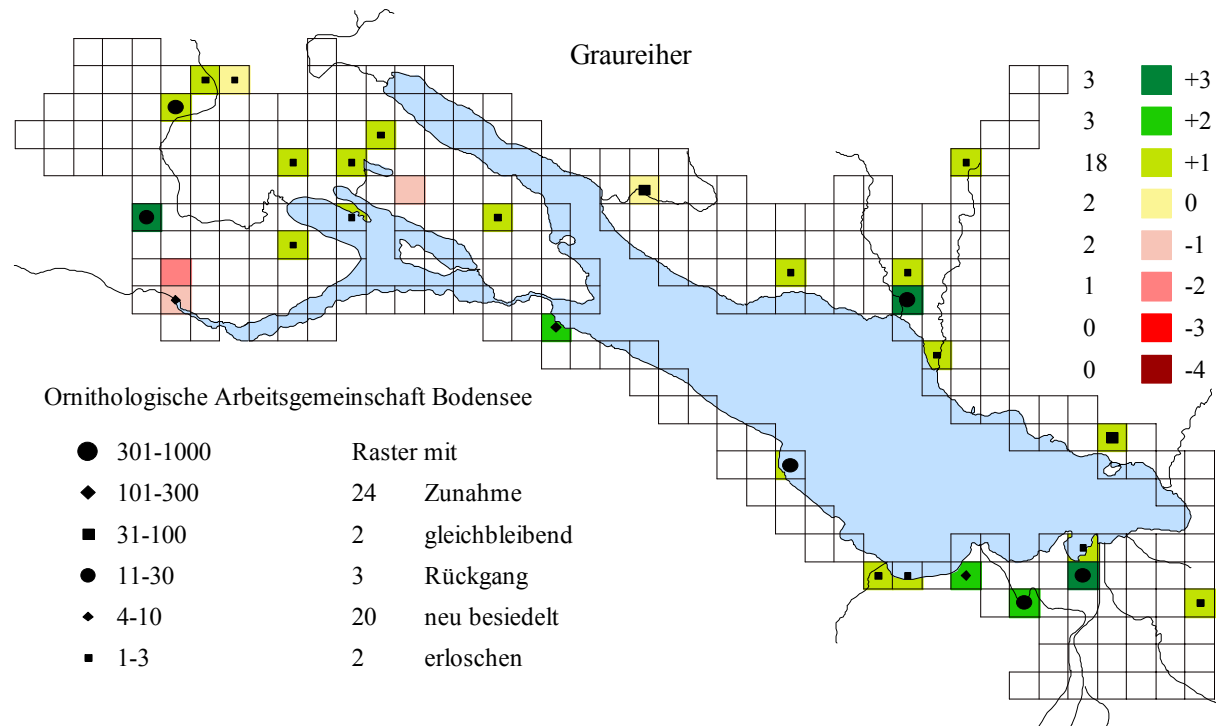 Graureiher
3 +3
3 +2
18 +1
2 0
2 -1
1 -2
0 -3
0 -4
Ornithologische Arbeitsgemeinschaft Bodensee
301-1000 Raster mit
101-300 24 Zunahme
31-100 2 gleichbleibend
11-30 3 Rückgang
4-10 20 neu besiedelt
1-3 2 erloschen